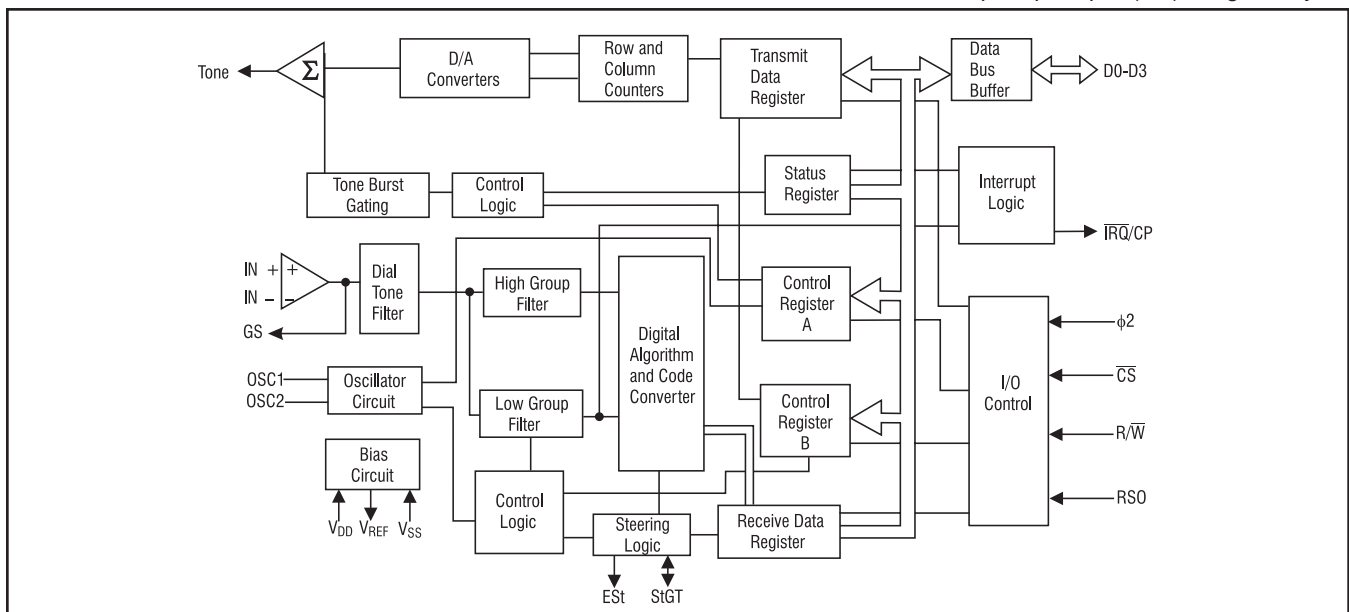 Tone
Σ
D/A
Converters
Row and
Column
Counters
Transmit
Data
Register
Data
Bus
Buffer
D0-D3
Tone Burst
Gating
Control
Logic
Status
Register
Interrupt
Logic
IRQ/CP
IN + +
IN − −
GS
Dial
Tone
Filter
High Group
Filter
Digital
Algorithm
and Code
Converter
Control
Register
A
I/O
Control
ϕ2
CS
R/W
RSO
OSC1
OSC2
Oscillator
Circuit
Low Group
Filter
Control
Register
B
Bias
Circuit
VDD VREF VSS
Control
Logic
Steering
Logic
Receive Data
Register
ESt StGT